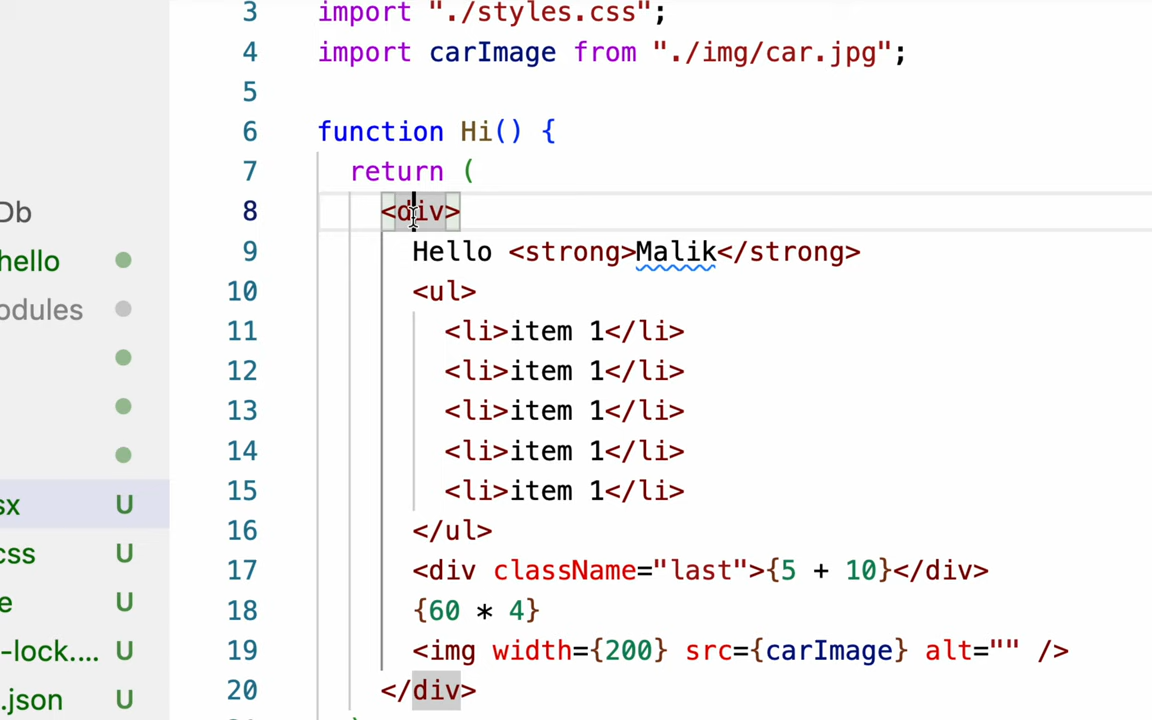 3 import "./styles.css";
4 import carImage from "./img/car.jpg";
5
6 function Hi() {
7 return (
Db
8 <div>
hello
9 Hello <strong>Malik</strong>
odules
10 <ul>
11 <li>item 1</li>
12 <li>item 1</li>
13 <li>item 1</li>
14 <li>item 1</li>
sx U
15 <li>item 1</li>
16 </ul>
css U
17 <div className="last">{5 + 10}</div>
e U
18 {60 * 4}
-lock.... U
19 <img width={200} src={carImage} alt="" />
.json U
20 </div>